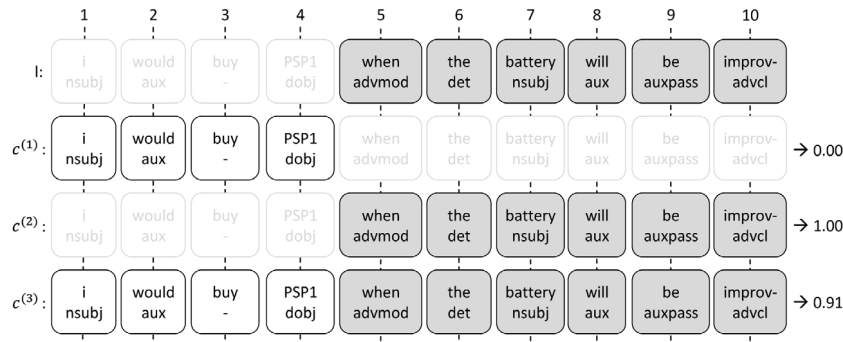 1 2 3 4 5 6 7 8 9 10
I: i would buy PSP1 when the battery will be improv-
nsubj aux - dobj advmod det nsubj aux auxpass advcl
c⁽¹⁾: i would buy PSP1 when the battery will be improv- → 0.00
nsubj aux - dobj advmod det nsubj aux auxpass advcl
c⁽²⁾: i would buy PSP1 when the battery will be improv- → 1.00
nsubj aux - dobj advmod det nsubj aux auxpass advcl
c⁽³⁾: i would buy PSP1 when the battery will be improv- → 0.91
nsubj aux - dobj advmod det nsubj aux auxpass advcl